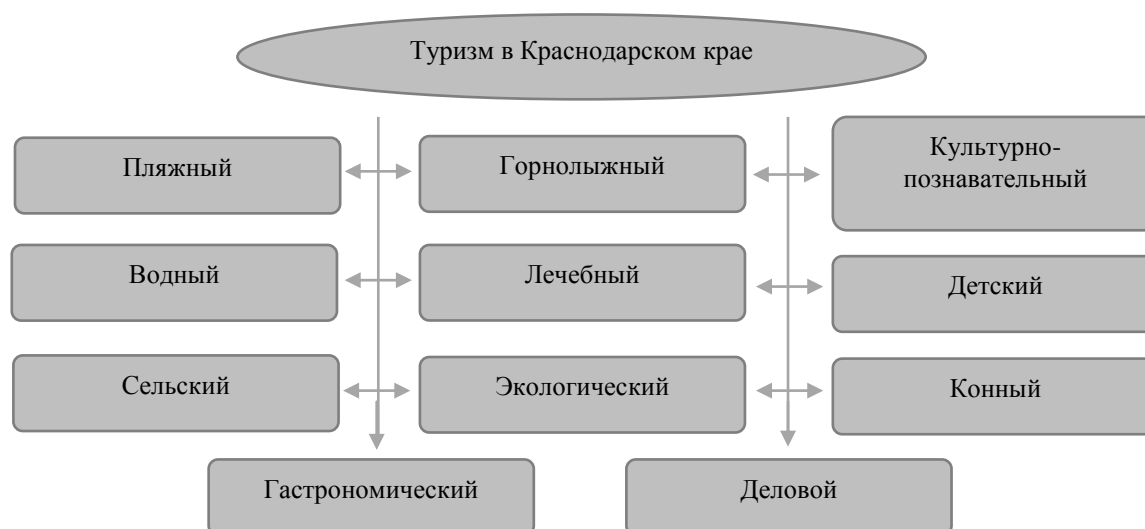 Туризм в Краснодарском крае
Пляжный
Горнолыжный
Культурно-
познавательный
Водный
Лечебный
Детский
Сельский
Экологический
Конный
Гастрономический
Деловой